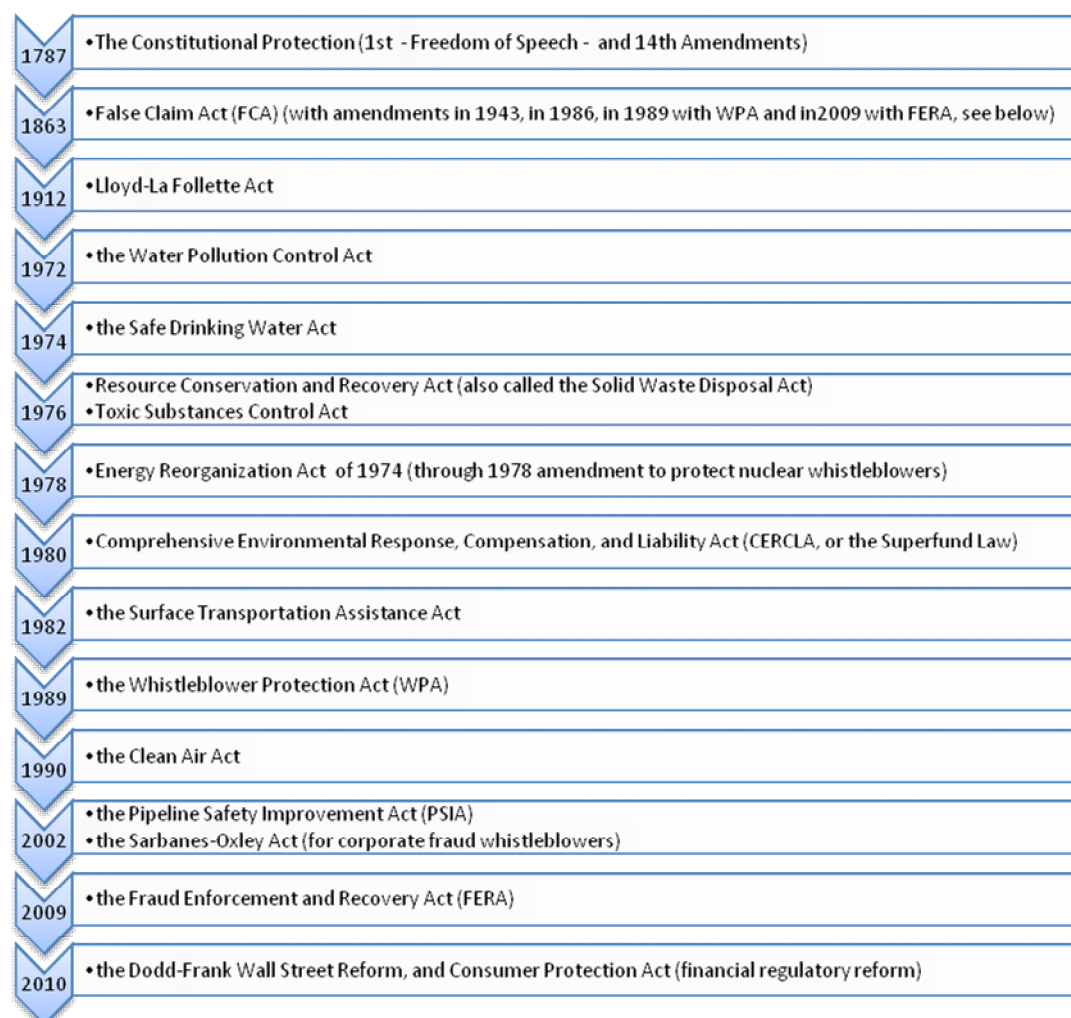 1787
•The Constitutional Protection (1st - Freedom of Speech - and 14th Amendments)
1863
•False Claim Act (FCA) (with amendments in 1943, in 1986, in 1989 with WPA and in2009 with FERA, see below)
1912
•Lloyd-La Follette Act
1972
•the Water Pollution Control Act
1974
•the Safe Drinking Water Act
1976
•Resource Conservation and Recovery Act (also called the Solid Waste Disposal Act)
•Toxic Substances Control Act
1978
•Energy Reorganization Act of 1974 (through 1978 amendment to protect nuclear whistleblowers)
1980
•Comprehensive Environmental Response, Compensation, and Liability Act (CERCLA, or the Superfund Law)
1982
•the Surface Transportation Assistance Act
1989
•the Whistleblower Protection Act (WPA)
1990
•the Clean Air Act
2002
•the Pipeline Safety Improvement Act (PSIA)
•the Sarbanes-Oxley Act (for corporate fraud whistleblowers)
2009
•the Fraud Enforcement and Recovery Act (FERA)
2010
•the Dodd-Frank Wall Street Reform, and Consumer Protection Act (financial regulatory reform)